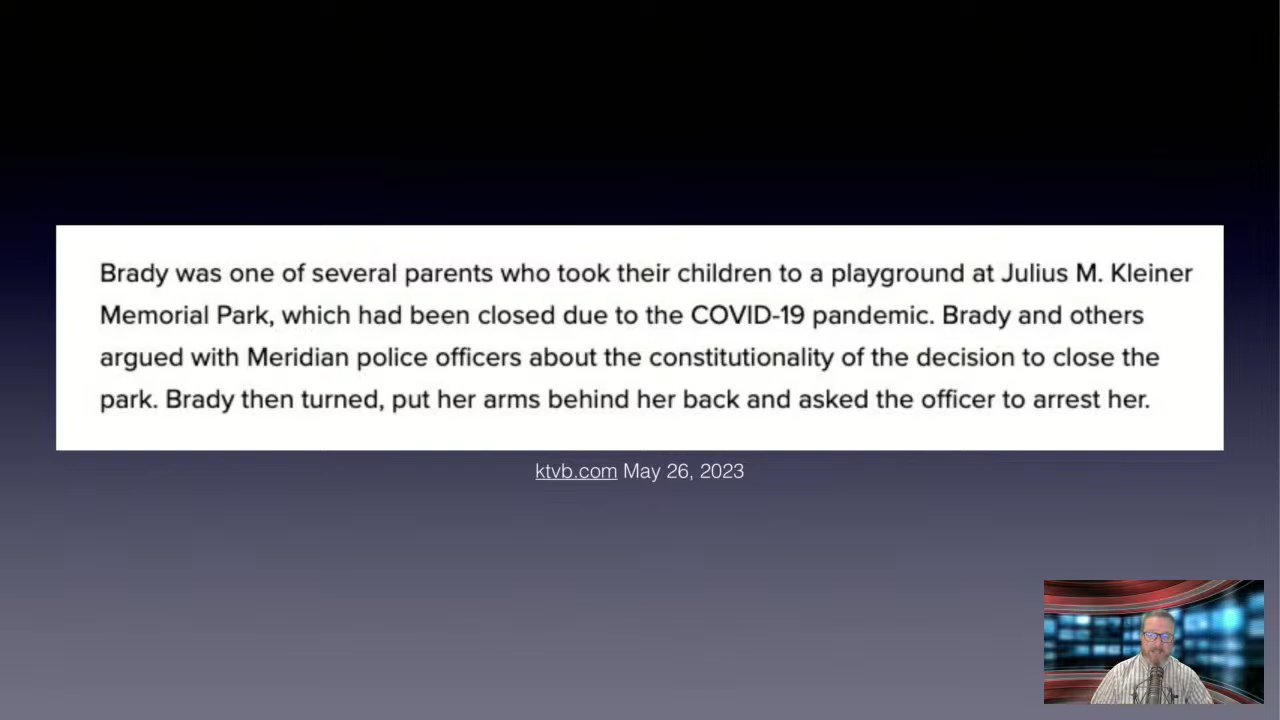 Brady was one of several parents who took their children to a playground at Julius M. Kleiner
Memorial Park, which had been closed due to the COVID-19 pandemic. Brady and others
argued with Meridian police officers about the constitutionality of the decision to close the
park. Brady then turned, put her arms behind her back and asked the officer to arrest her.
ktvb.com May 26, 2023